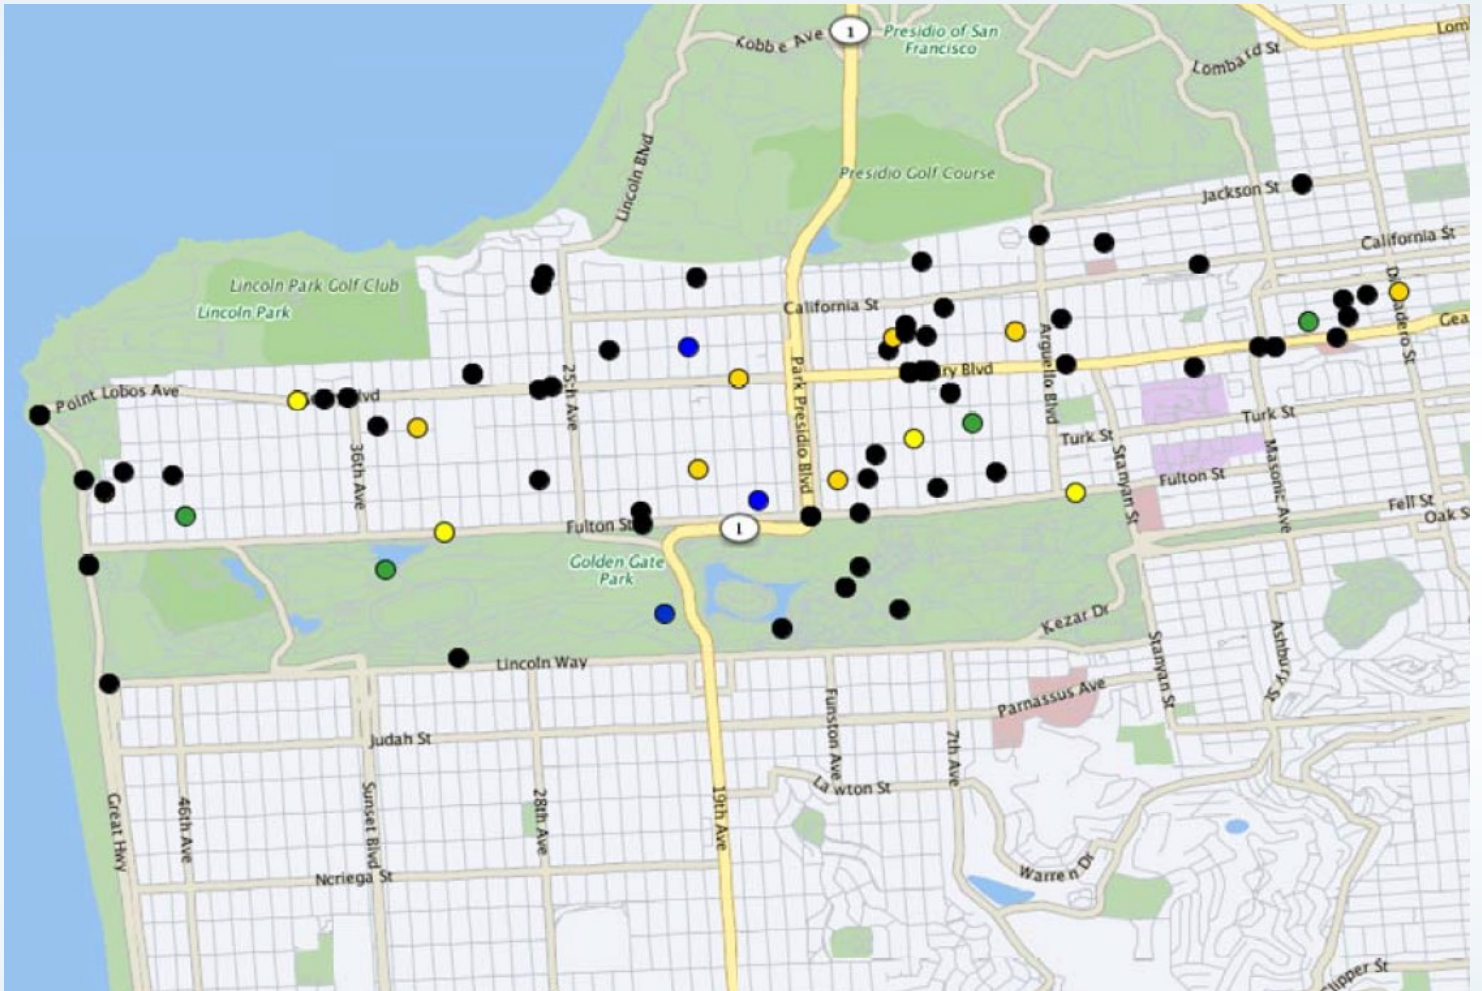 Kobbe Ave
1
Presidio of San
Francisco
Lom
Lombard St
Lincoln Blvd
Presidio Golf Course
Jackson St
California St
Lincoln Park Golf Club
Lincoln Park
California St
Gea
Arguello Blvd
Park Presidio Blvd
25th Ave
Point Lobos Ave
Turk St
Turk St
36th Ave
Stanyan St
Masonic Ave
Fulton St
Fell St
Oak S
Fulton St
1
Golden Gate
Park
Kezar Dr
Ashbury St
Stanyan St
Lincoln Way
Parnassus Ave
Funston Ave
7th Ave
Judah St
Lawton St
Great Hwy
46th Ave
Sunset Blvd
28th Ave
19th Ave
Warren Dr
Noriega St